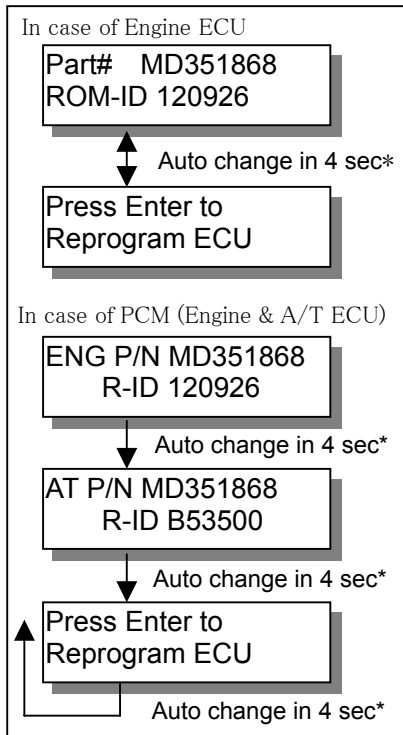 In case of Engine ECU
Part# MD351868
ROM-ID 120926
Auto change in 4 sec*
Press Enter to
Reprogram ECU
In case of PCM (Engine & A/T ECU)
ENG P/N MD351868
R-ID 120926
Auto change in 4 sec*
AT P/N MD351868
R-ID B53500
Auto change in 4 sec*
Press Enter to
Reprogram ECU
Auto change in 4 sec*